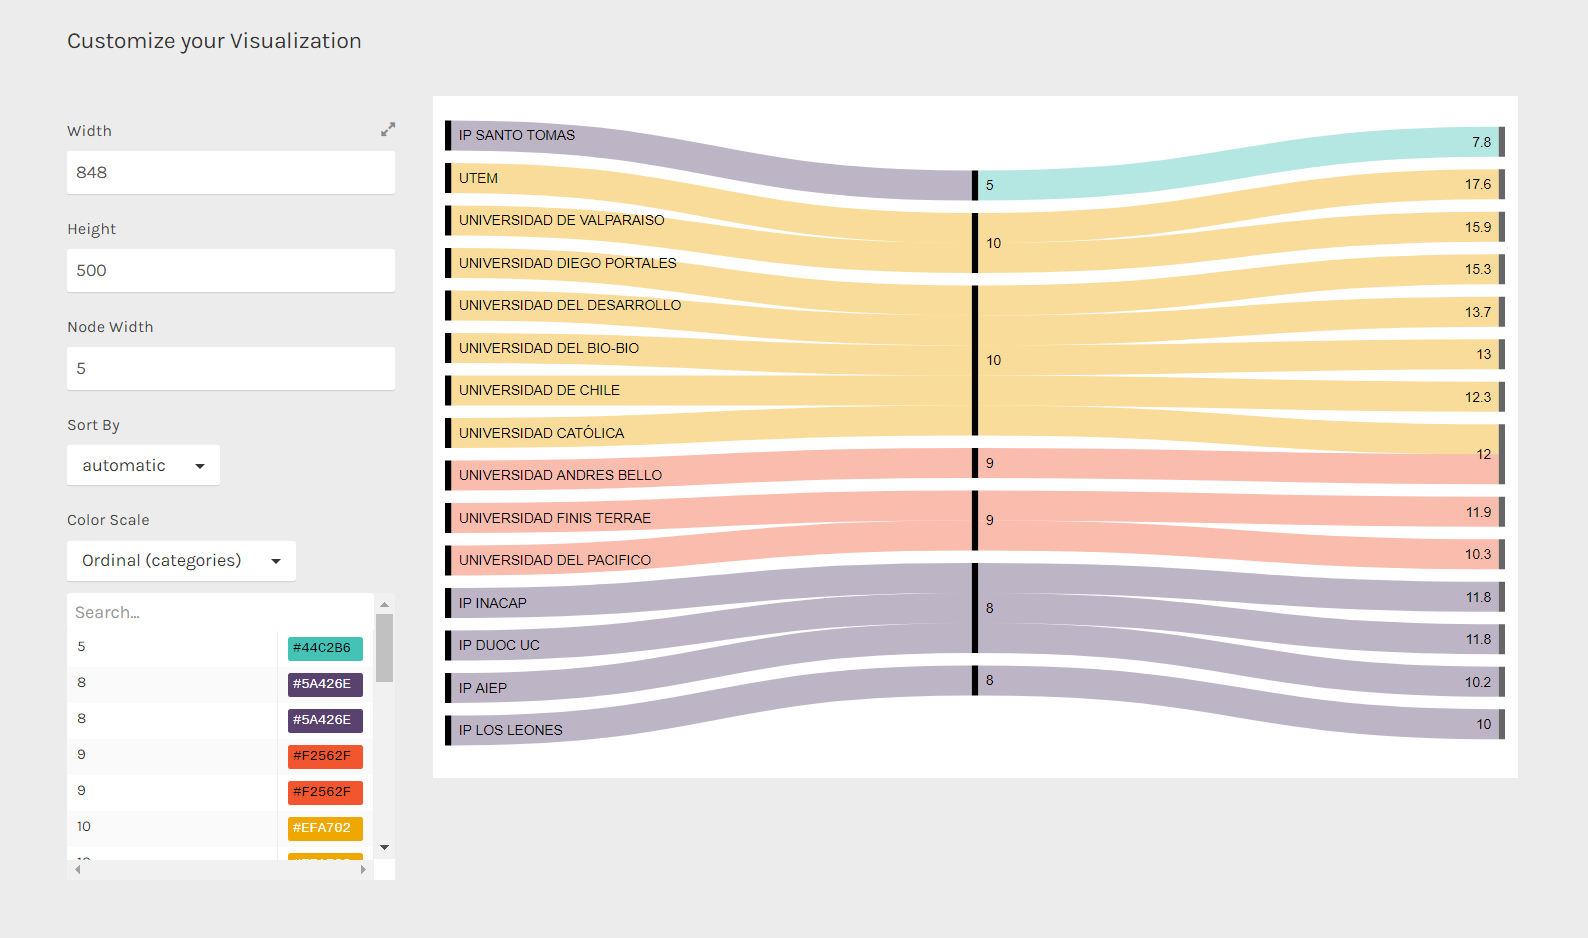 Customize your Visualization
Width
848
Height
500
Node Width
5
Sort By
automatic
Color Scale
Ordinal (categories)
Search...
5 #44C2B6
8 #5A426E
8 #5A426E
9 #F2562F
9 #F2562F
10 #EFA702
IP SANTO TOMAS
UTEM
UNIVERSIDAD DE VALPARAISO
UNIVERSIDAD DIEGO PORTALES
UNIVERSIDAD DEL DESARROLLO
UNIVERSIDAD DEL BIO-BIO
UNIVERSIDAD DE CHILE
UNIVERSIDAD CATÓLICA
UNIVERSIDAD ANDRES BELLO
UNIVERSIDAD FINIS TERRAE
UNIVERSIDAD DEL PACIFICO
IP INACAP
IP DUOC UC
IP AIEP
IP LOS LEONES
5
10
10
9
9
8
8
7.8
17.6
15.9
15.3
13.7
13
12.3
12
11.9
10.3
11.8
11.8
10.2
10